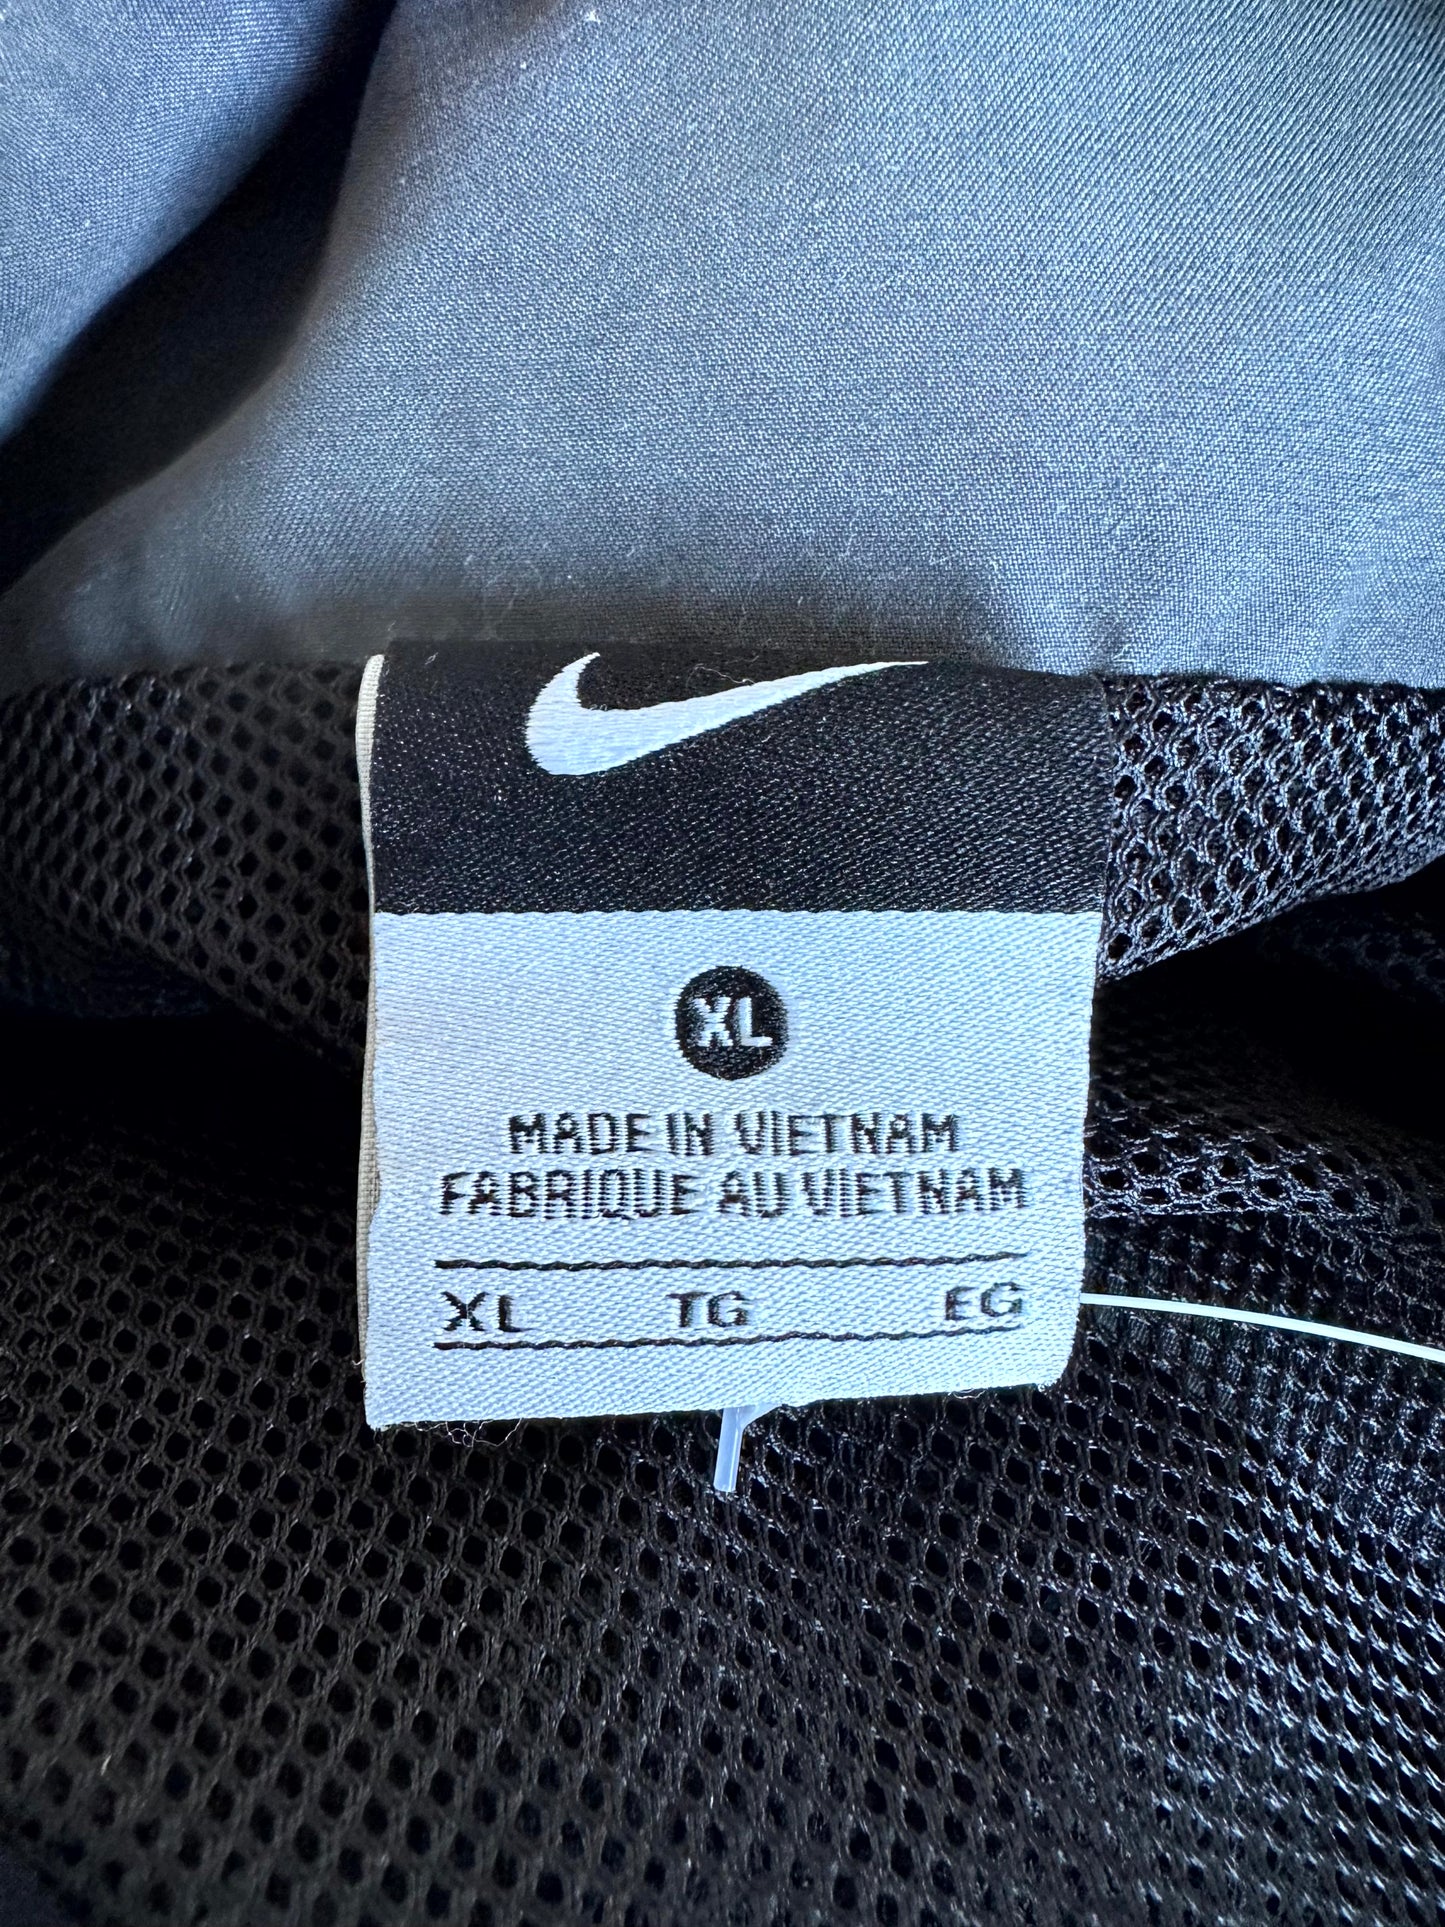 XL
MADE IN VIETNAM
FABRIQUE AU VIETNAM
XL TG EG